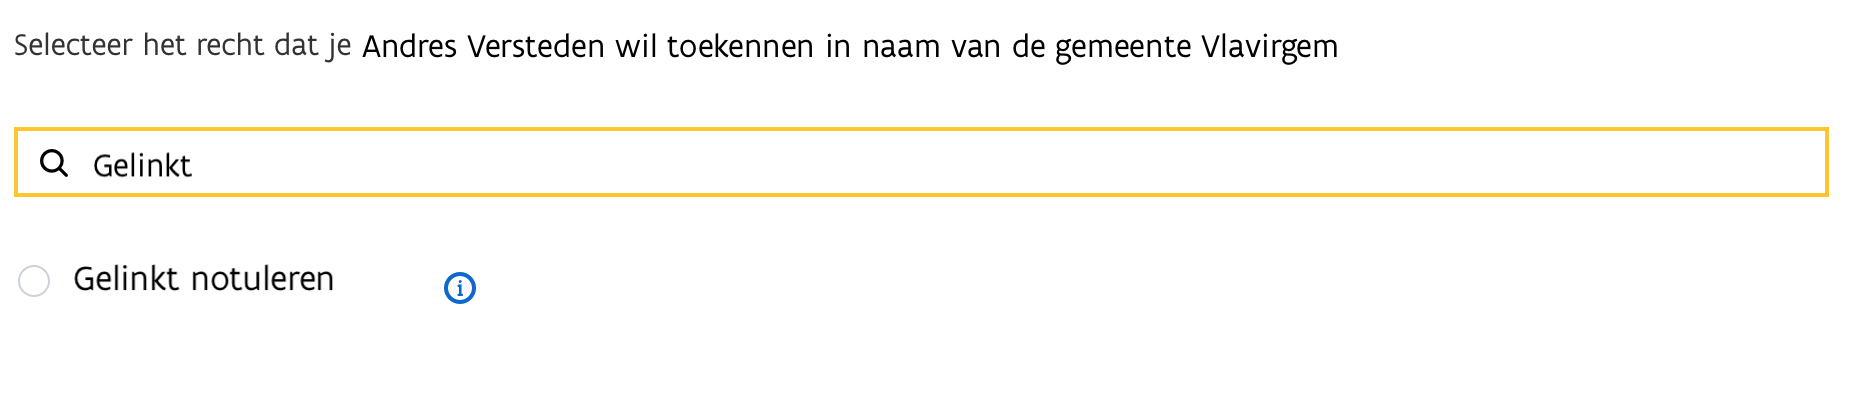 Selecteer het recht dat je Andres Versteden wil toekennen in naam van de gemeente Vlavirgem
Gelinkt
Gelinkt notuleren